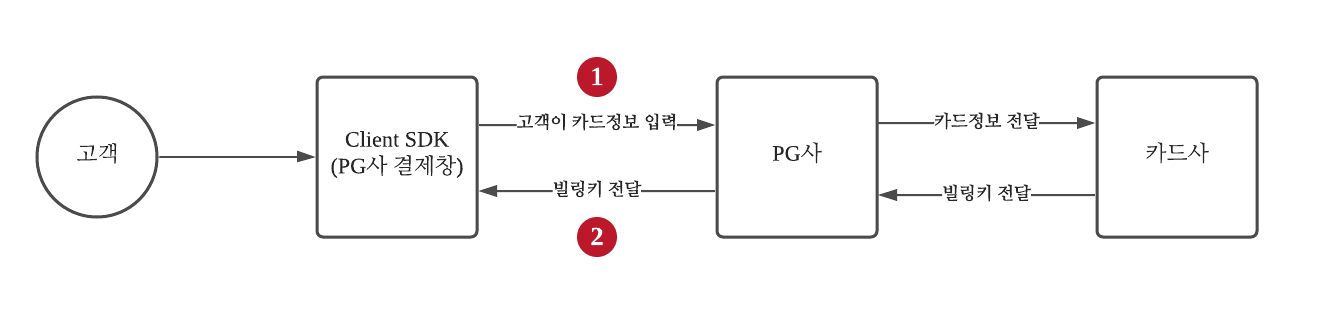 1
고객이 카드정보 입력
카드정보 전달
고객
Client SDK
(PG사 결제창)
PG사
카드사
빌링키 전달
빌링키 전달
2